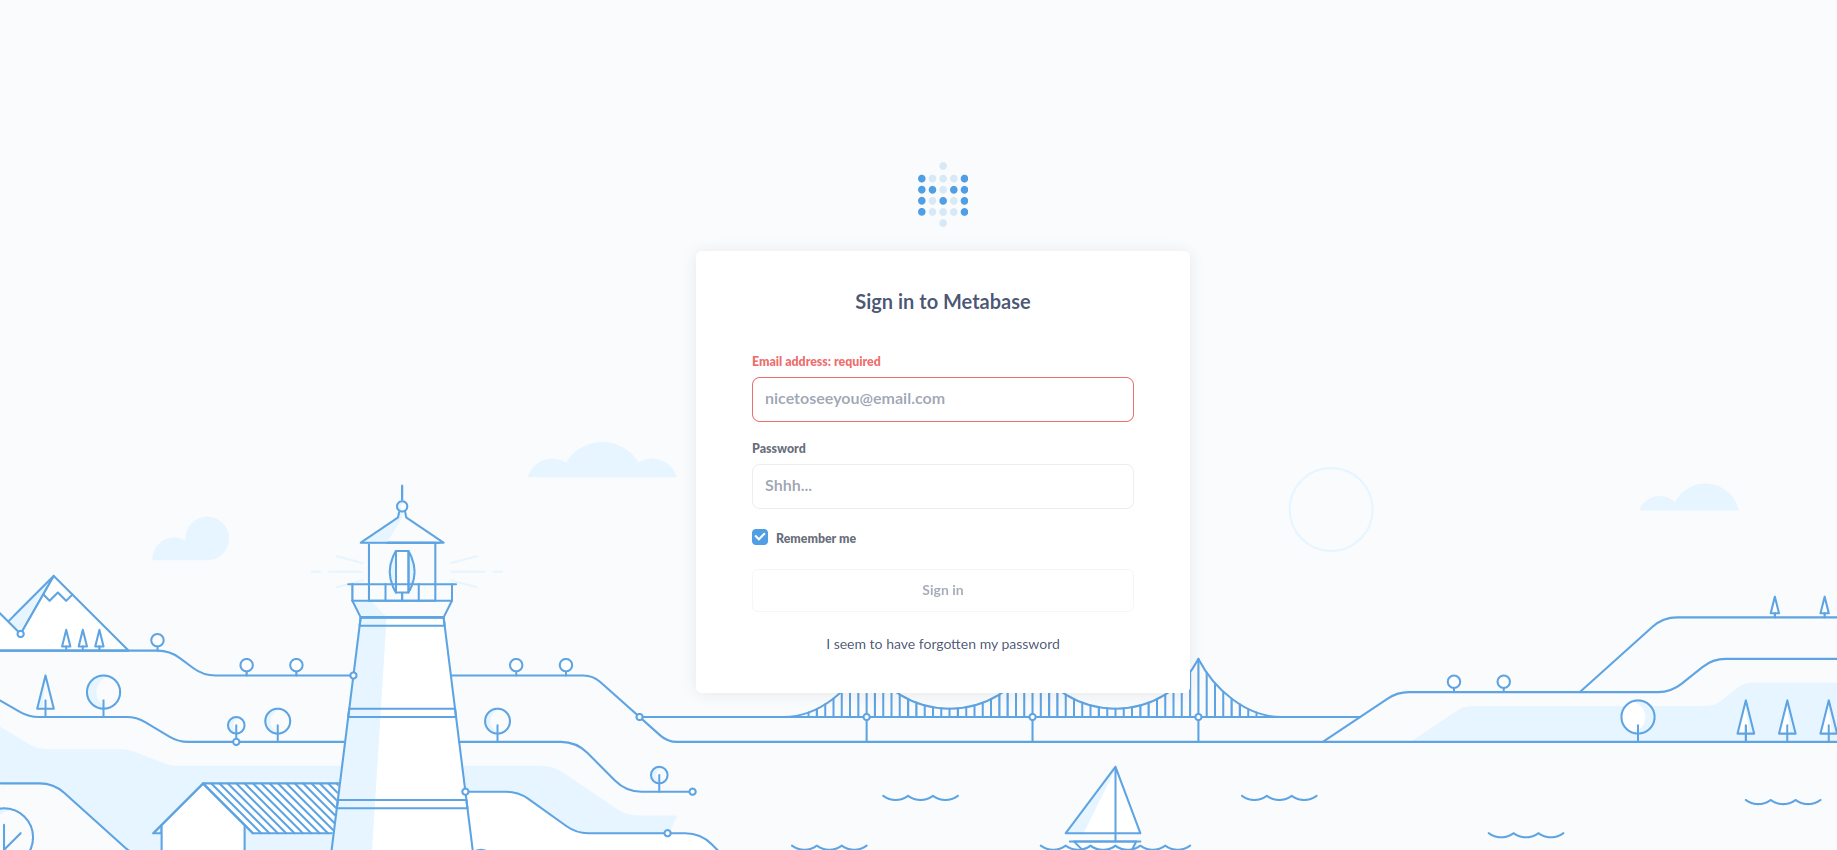 Sign in to Metabase
Email address: required
nicetoseeyou@email.com
Password
Shhh...
Remember me
Sign in
I seem to have forgotten my password